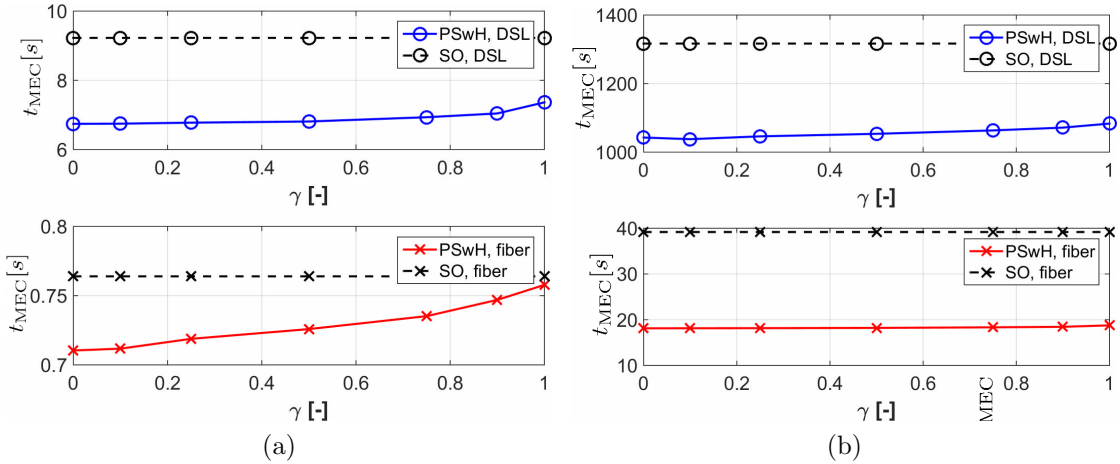 10
8
6
t_MEC[s]
PSwH, DSL
SO, DSL
0 0.2 0.4 0.6 0.8 1
γ [-]
0.8
0.75
0.7
t_MEC[s]
PSwH, fiber
SO, fiber
0 0.2 0.4 0.6 0.8 1
γ [-]
(a)
1400
1200
1000
t_MEC[s]
PSwH, DSL
SO, DSL
0 0.2 0.4 0.6 0.8 1
γ [-]
40
30
20
10
t_MEC[s]
PSwH, fiber
SO, fiber
0 0.2 0.4 0.6 0.8 1
γ [-]
MEC
(b)